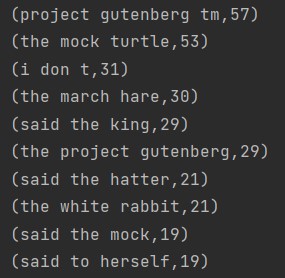 (project gutenberg tm,57)
(the mock turtle,53)
(i don t,31)
(the march hare,30)
(said the king,29)
(the project gutenberg,29)
(said the hatter,21)
(the white rabbit,21)
(said the mock,19)
(said to herself,19)